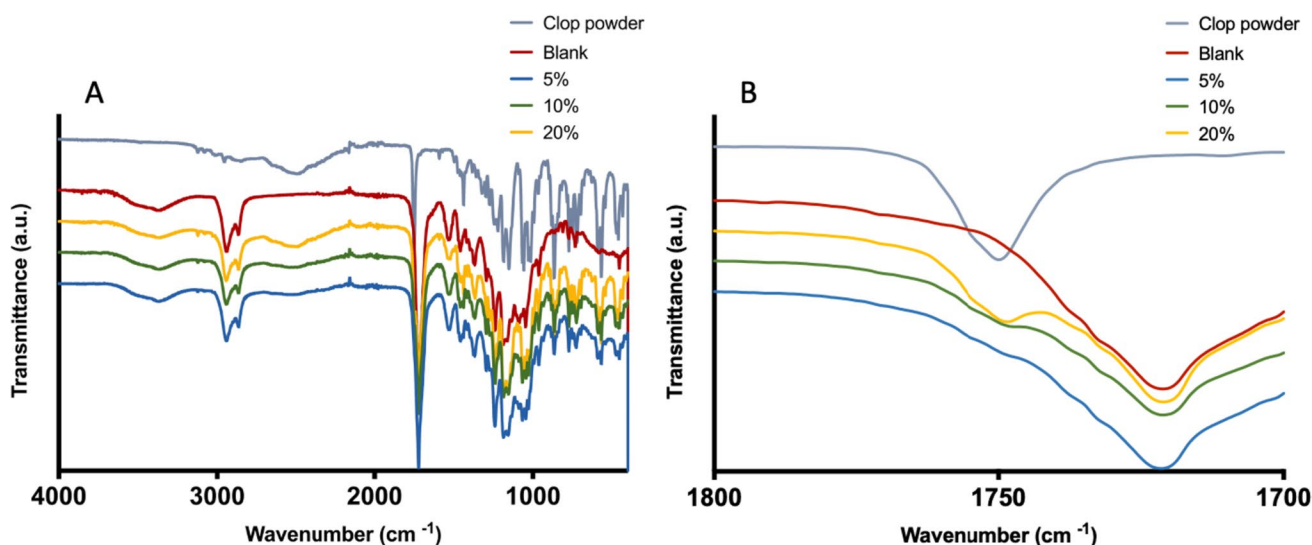 Clop powder
Blank
5%
10%
20%
A
Transmittance (a.u.)
4000 3000 2000 1000
Wavenumber (cm -1)
Clop powder
Blank
5%
10%
20%
B
Transmittance (a.u.)
1800 1750 1700
Wavenumber (cm -1)